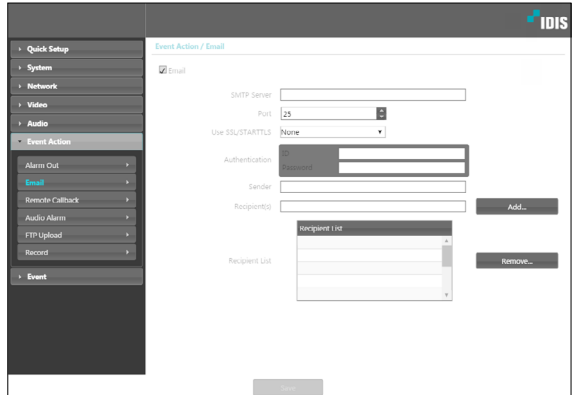 IDIS
Quick Setup
System
Network
Video
Audio
Event Action
Alarm Out
Email
Remote Callback
Audio Alarm
FTP Upload
Record
Event
Event Action / Email
Email
SMTP Server
Port 25
Use SSL/STARTTLS None
Authentication
ID
Password
Sender
Recipient(s) Add...
Recipient List
Recipient List Remove...
Save